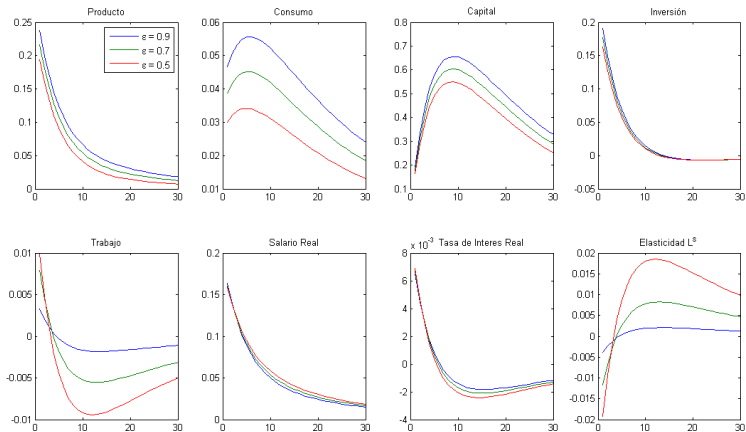 Producto
0.25
0.2
0.15
0.1
0.05
0
0 10 20 30
ε = 0.9
ε = 0.7
ε = 0.5
Consumo
0.06
0.05
0.04
0.03
0.02
0.01
0 10 20 30
Capital
0.8
0.7
0.6
0.5
0.4
0.3
0.2
0.1
0 10 20 30
Inversión
0.2
0.15
0.1
0.05
0
-0.05
0 10 20 30
Trabajo
0.01
0.005
0
-0.005
-0.01
0 10 20 30
Salario Real
0.2
0.15
0.1
0.05
0
0 10 20 30
Tasa de Interes Real
x 10⁻³
8
6
4
2
0
-2
-4
0 10 20 30
Elasticidad Lˢ
0.02
0.015
0.01
0.005
0
-0.005
-0.01
-0.015
-0.02
0 10 20 30